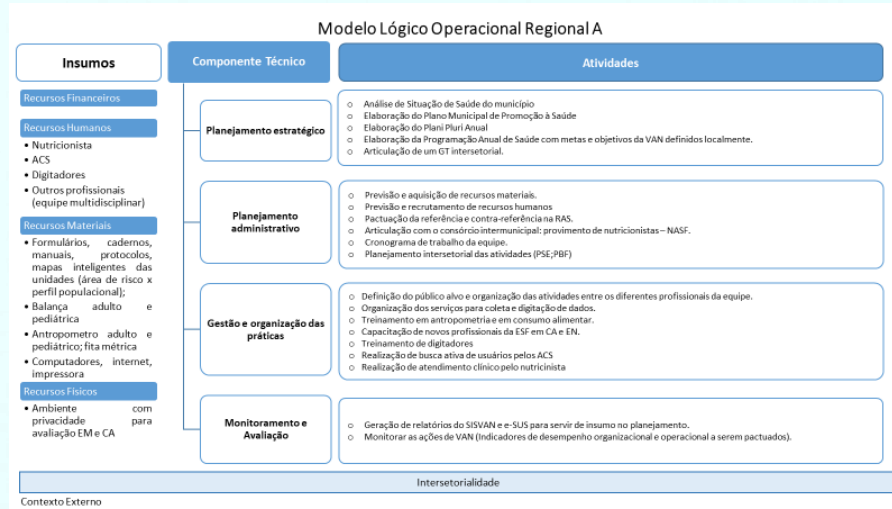 Modelo Lógico Operacional Regional A
Insumos
Recursos Financeiros
Recursos Humanos
• Nutricionista
• ACS
• Digitadores
• Outros profissionais
(equipe multidisciplinar)
Recursos Materiais
• Formulários, cadernos,
manuais, protocolos,
mapas inteligentes das
unidades (área de risco x
perfil populacional);
• Balança adulto e
pediátrica
• Antropometro adulto e
pediátrico; fita métrica
• Computadores, internet,
impressora
Recursos Físicos
• Ambiente com
privacidade para
avaliação EM e CA
Componente Técnico
Atividades
Planejamento estratégico
o Análise de Situação de Saúde do município
o Elaboração do Plano Municipal de Promoção à Saúde
o Elaboração do Plani Pluri Anual
o Elaboração da Programação Anual de Saúde com metas e objetivos da VAN definidos localmente.
o Articulação de um GT intersetorial.
Planejamento
administrativo
o Previsão e aquisição de recursos materiais.
o Previsão e recrutamento de recursos humanos
o Pactuação da referência e contra-referência na RAS.
o Articulação com o consórcio intermunicipal: provimento de nutricionistas – NASF.
o Cronograma de trabalho da equipe.
o Planejamento intersetorial das atividades (PSE;PBF)
Gestão e organização das
práticas
o Definição do público alvo e organização das atividades entre os diferentes profissionais da equipe.
o Organização dos serviços para coleta e digitação de dados.
o Treinamento em antropometria e em consumo alimentar.
o Capacitação de novos profissionais da ESF em CA e EN.
o Treinamento de digitadores
o Realização de busca ativa de usuários pelos ACS
o Realização de atendimento clínico pelo nutricinista
Monitoramento e
Avaliação
o Geração de relatórios do SISVAN e e-SUS para servir de insumo no planejamento.
o Monitorar as ações de VAN (Indicadores de desempenho organizacional e operacional a serem pactuados).
Intersetorialidade
Contexto Externo